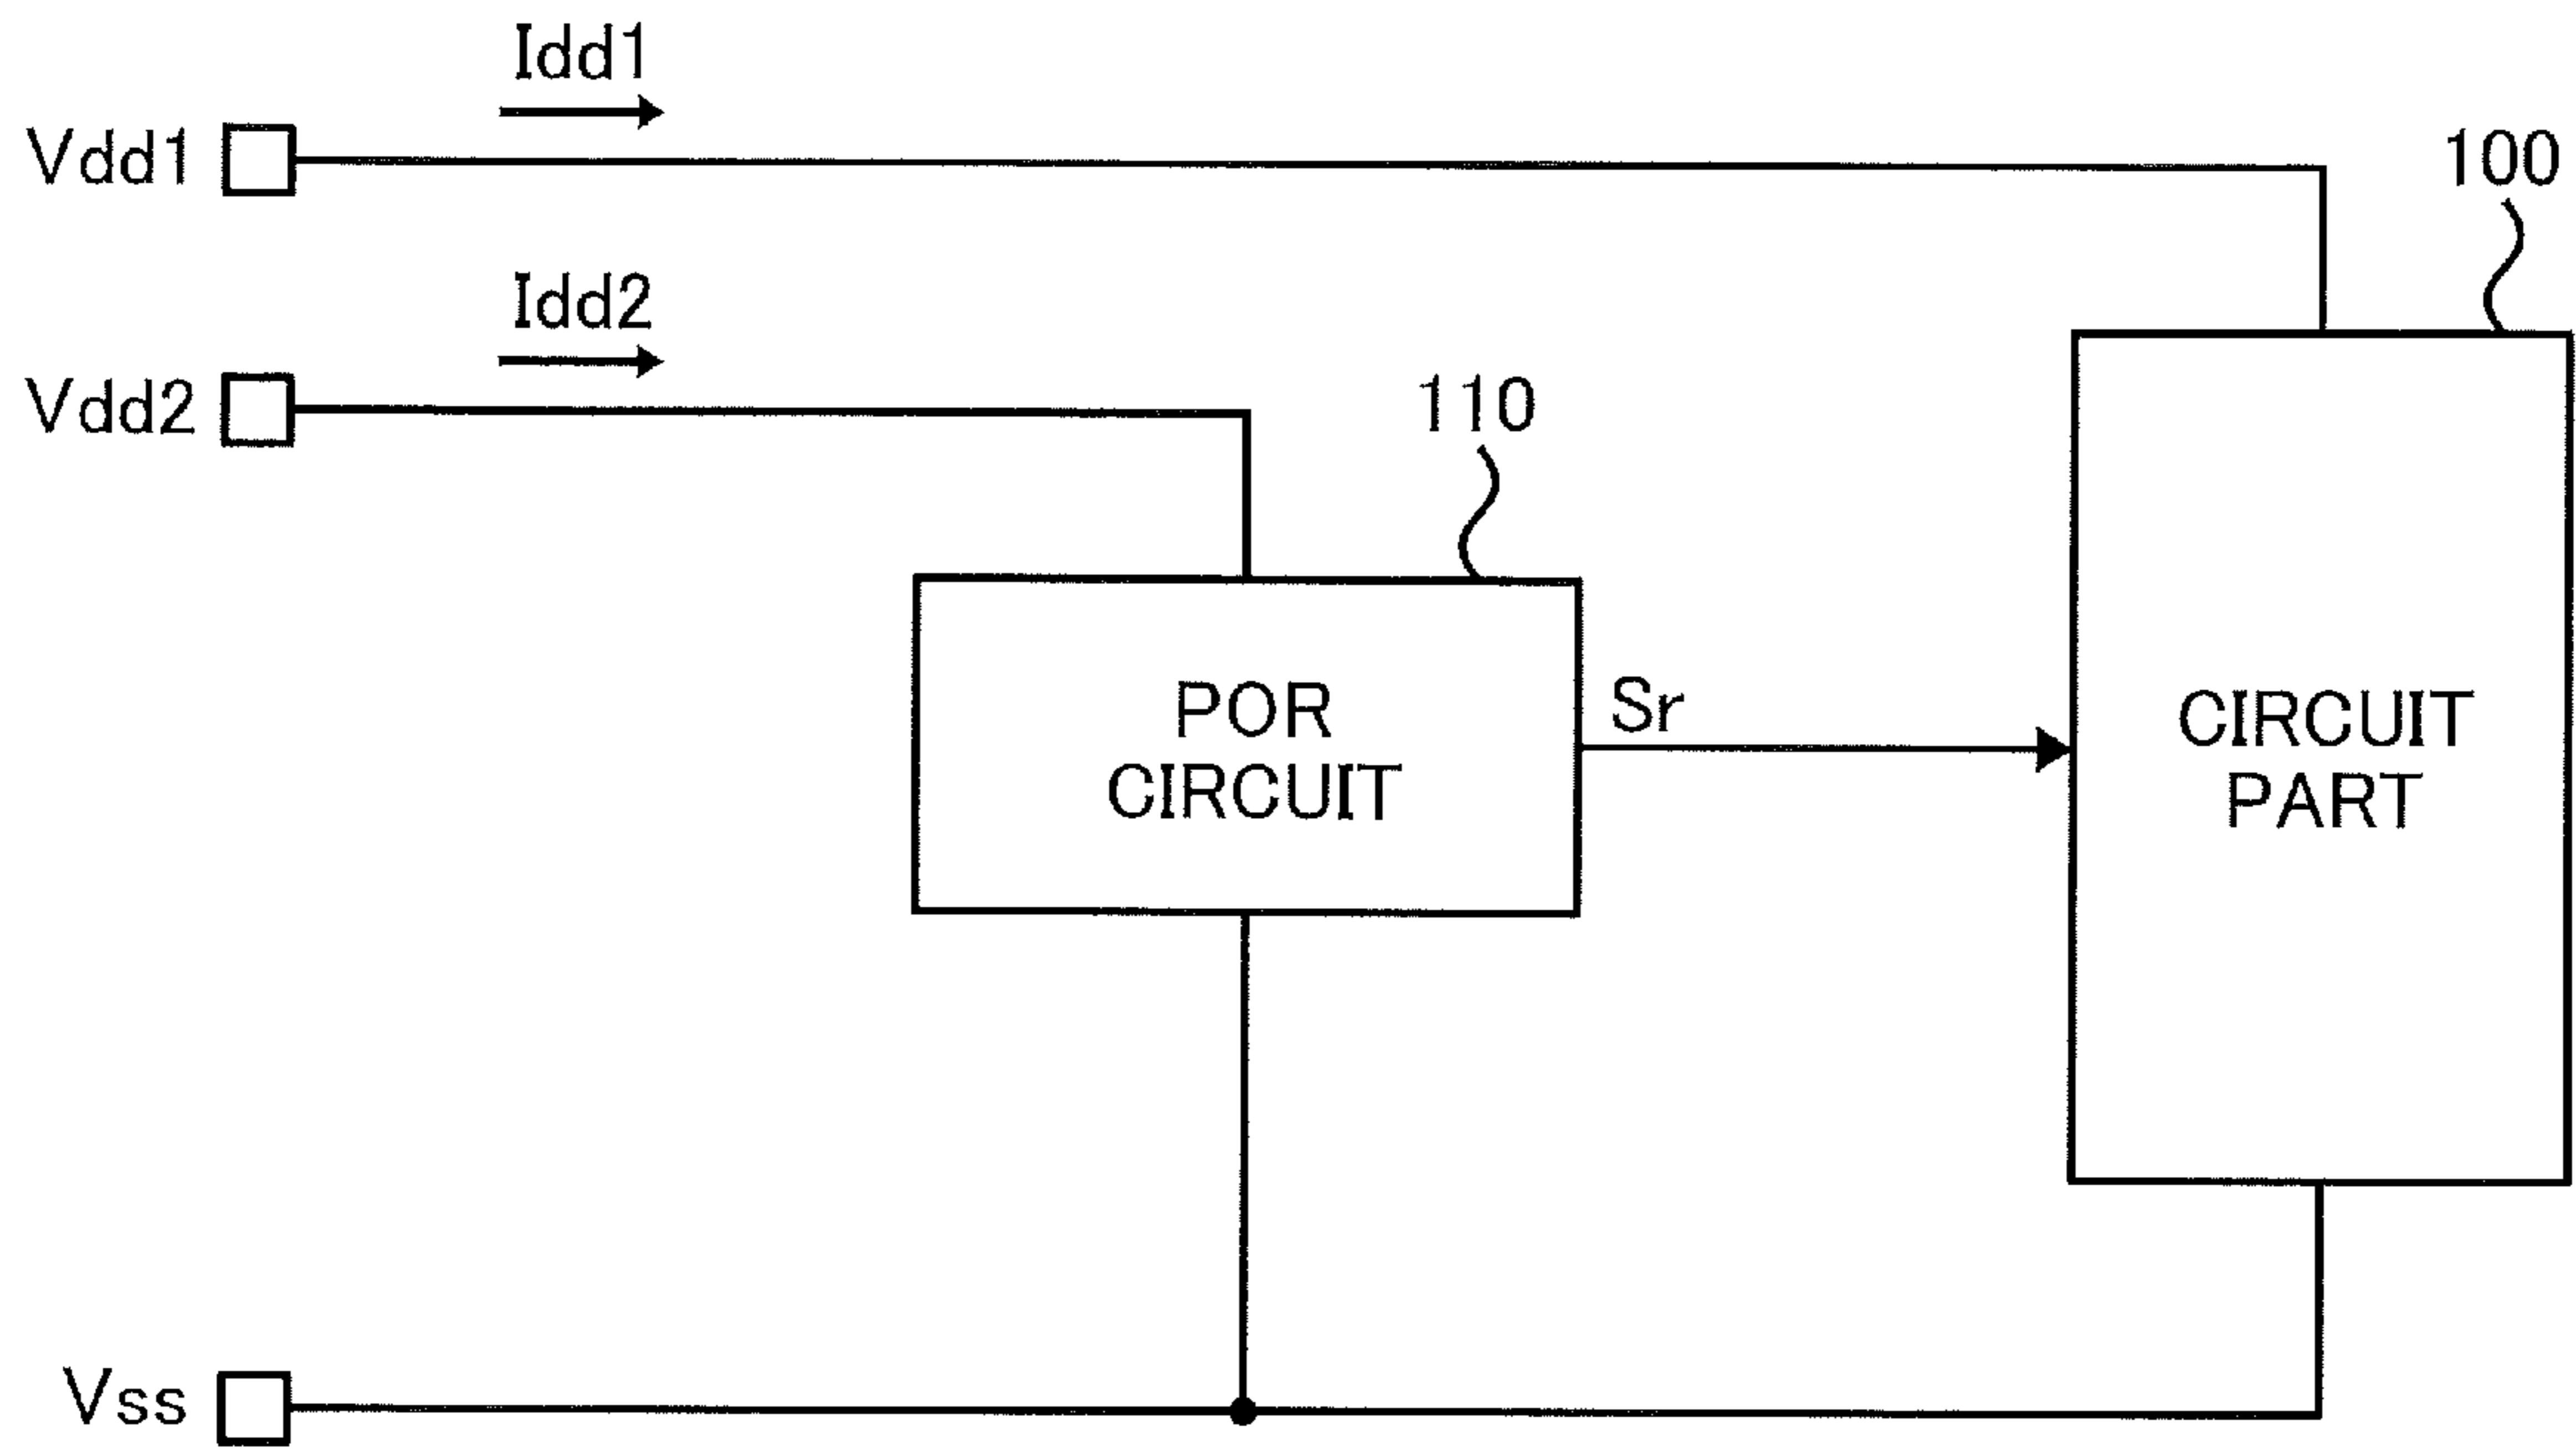 Idd1
Vdd1
100
Idd2
Vdd2
110
POR
CIRCUIT
Sr
CIRCUIT
PART
Vss